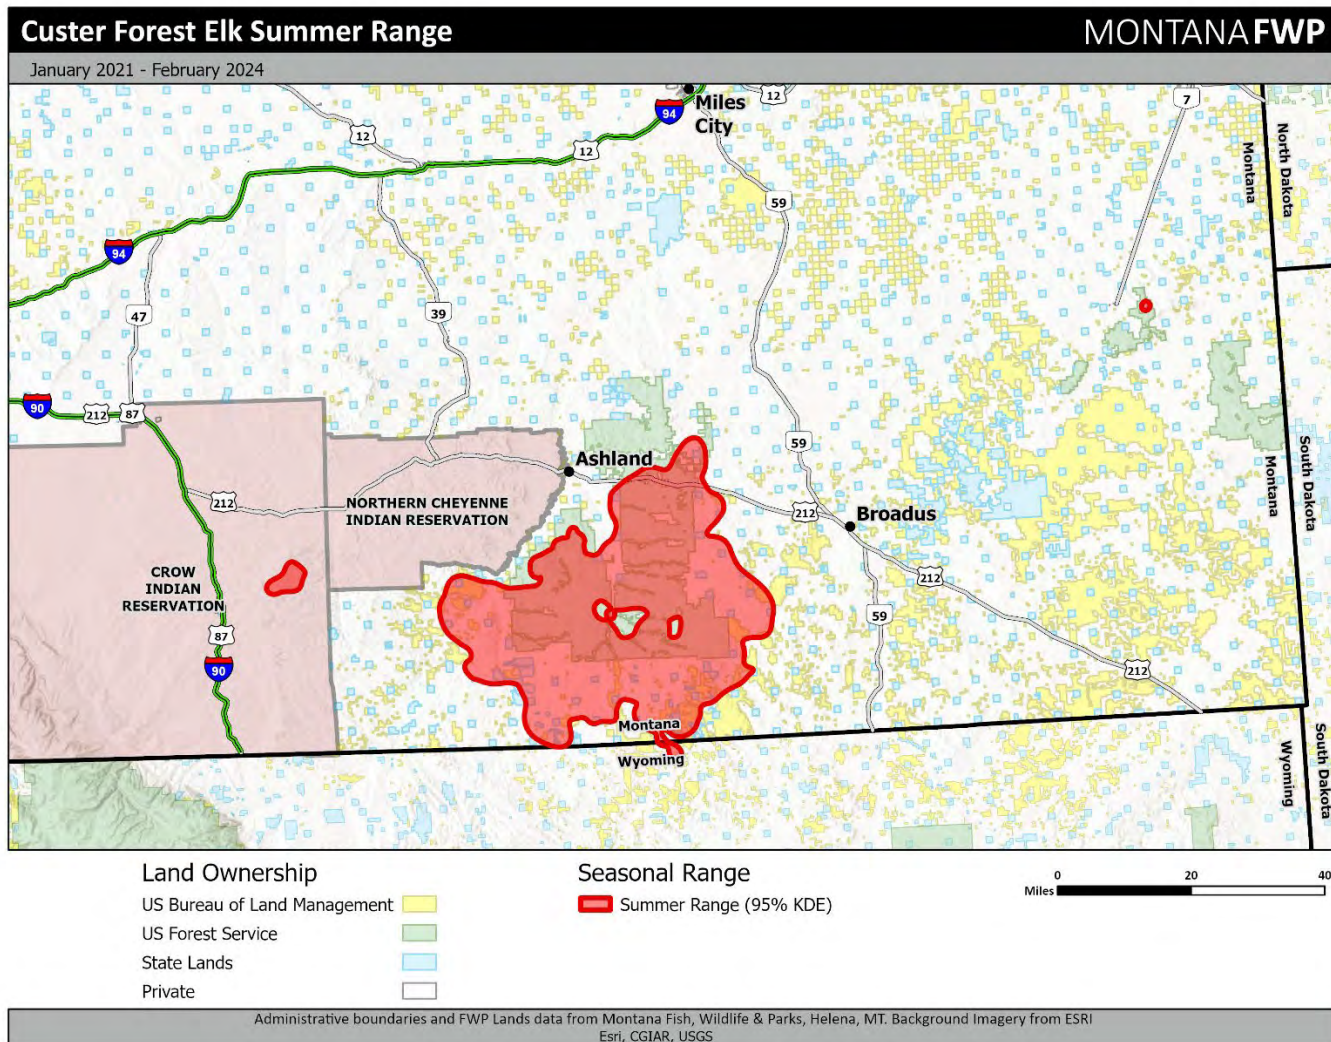 Custer Forest Elk Summer Range
MONTANA FWP
January 2021 - February 2024
Miles
City
12
7
94
12
12
59
North Dakota
Montana
94
47
39
90
212
87
59
Ashland
South Dakota
Montana
212
NORTHERN CHEYENNE
INDIAN RESERVATION
212
Broadus
CROW
INDIAN
RESERVATION
212
59
87
90
212
Montana
Wyoming
Wyoming
South Dakota
Land Ownership
US Bureau of Land Management
US Forest Service
State Lands
Private
Seasonal Range
Summer Range (95% KDE)
0 20 40
Miles
Administrative boundaries and FWP Lands data from Montana Fish, Wildlife & Parks, Helena, MT. Background Imagery from ESRI
Esri, CGIAR, USGS